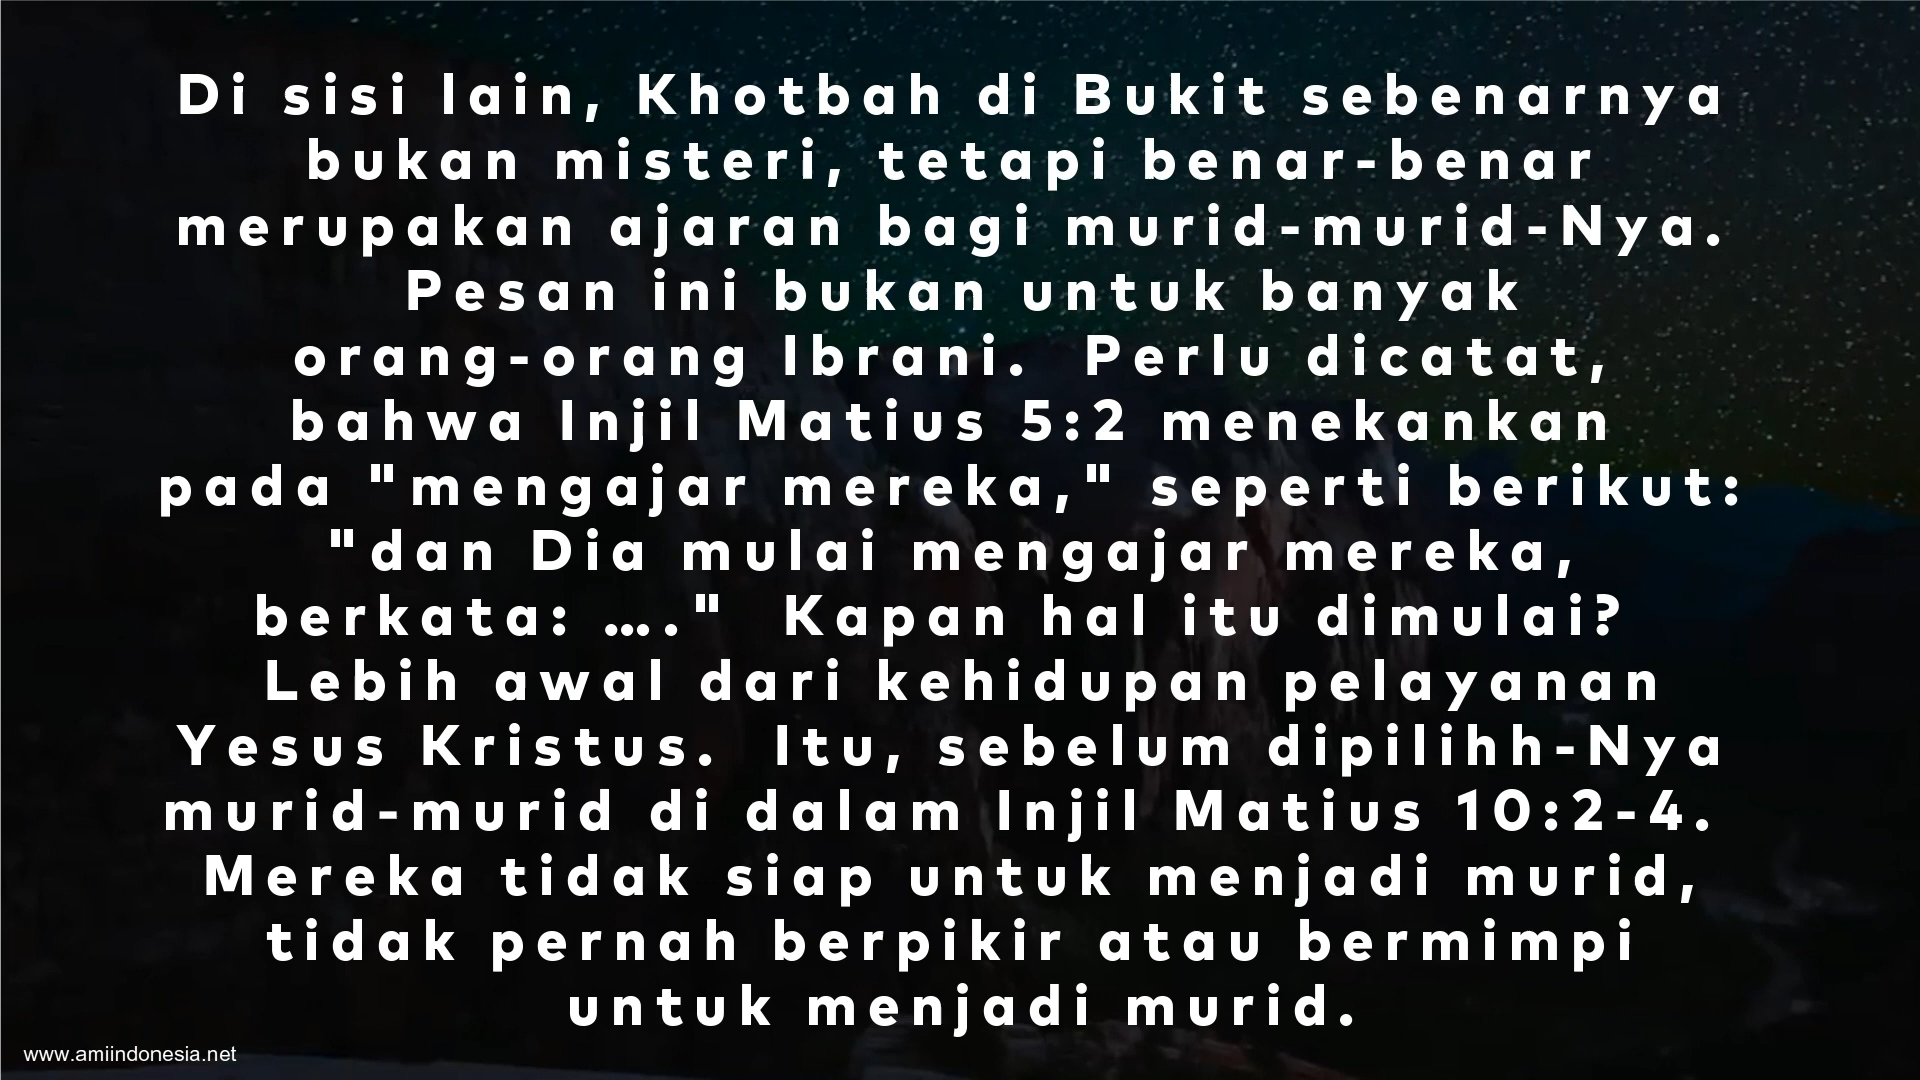 Di sisi lain, Khotbah di Bukit sebenarnya
bukan misteri, tetapi benar-benar
merupakan ajaran bagi murid-murid-Nya.
Pesan ini bukan untuk banyak
orang-orang Ibrani.  Perlu dicatat,
bahwa Injil Matius 5:2 menekankan
pada "mengajar mereka," seperti berikut:
"dan Dia mulai mengajar mereka,
berkata: …."  Kapan hal itu dimulai?
Lebih awal dari kehidupan pelayanan
Yesus Kristus.  Itu, sebelum dipilihh-Nya
murid-murid di dalam Injil Matius 10:2-4.
Mereka tidak siap untuk menjadi murid,
tidak pernah berpikir atau bermimpi
untuk menjadi murid.
www.amiindonesia.net